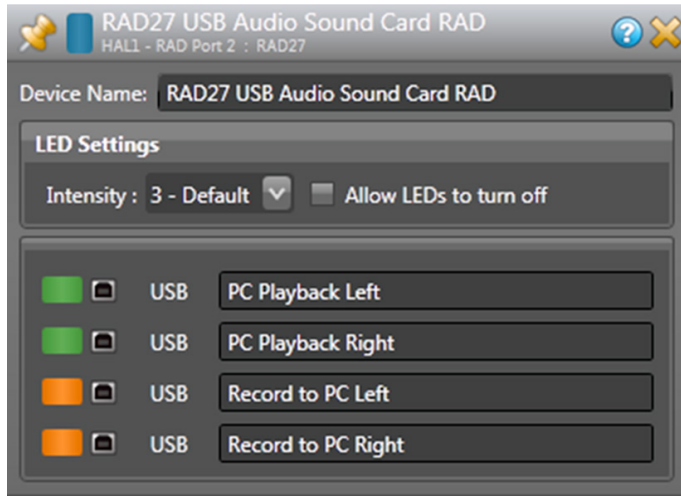 RAD27 USB Audio Sound Card RAD
HAL1 - RAD Port 2 : RAD27
?
Device Name: RAD27 USB Audio Sound Card RAD
LED Settings
Intensity : 3 - Default Allow LEDs to turn off
USB PC Playback Left
USB PC Playback Right
USB Record to PC Left
USB Record to PC Right